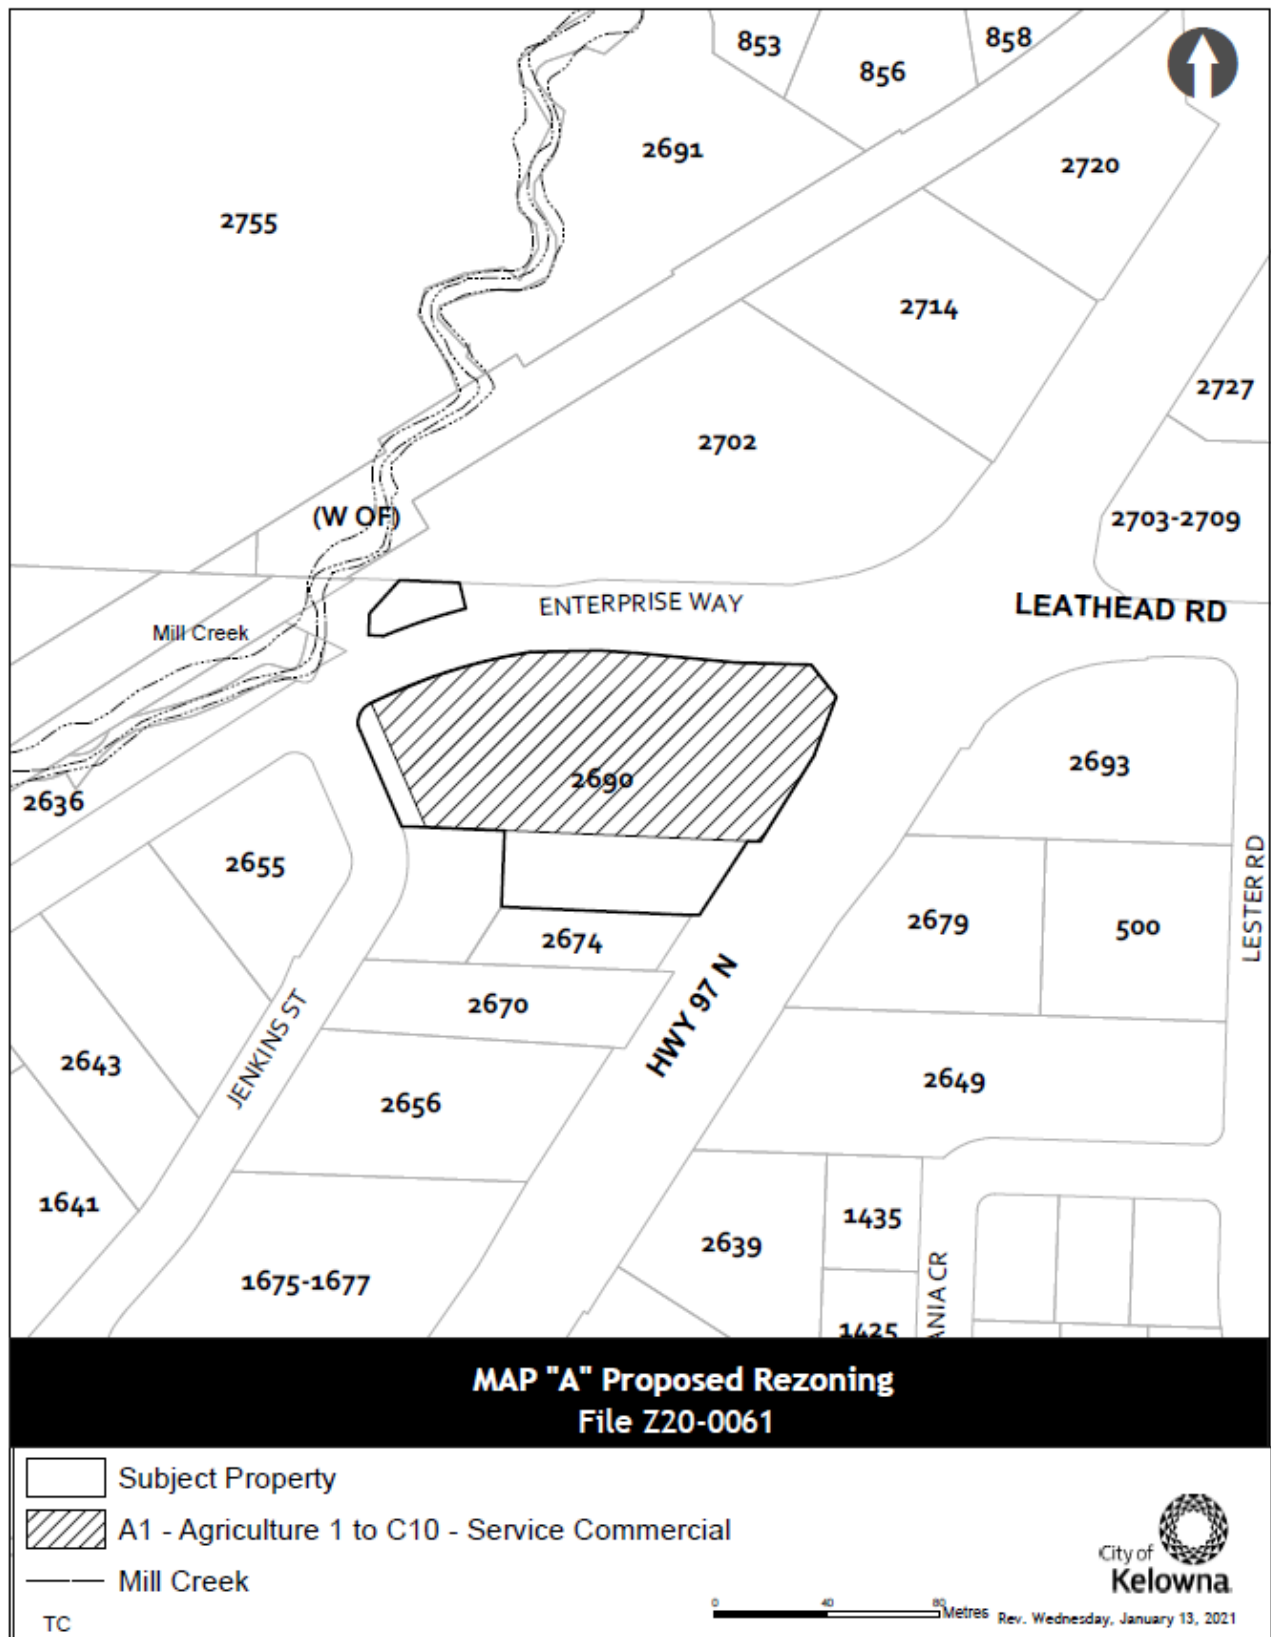 853
858
856
2691
2720
2755
2714
2727
2702
(W OF)
2703-2709
ENTERPRISE WAY
LEATHEAD RD
Mill Creek
2693
2690
2636
2655
LESTER RD
2679
500
2674
2670
HWY 97 N
JENKINS ST
2643
2649
2656
1641
1435
2639
1675-1677
ANIA CR
1425
MAP "A" Proposed Rezoning
File Z20-0061
Subject Property
A1 - Agriculture 1 to C10 - Service Commercial
Mill Creek
TC
0 40 80 Metres
City of
Kelowna
Rev. Wednesday, January 13, 2021